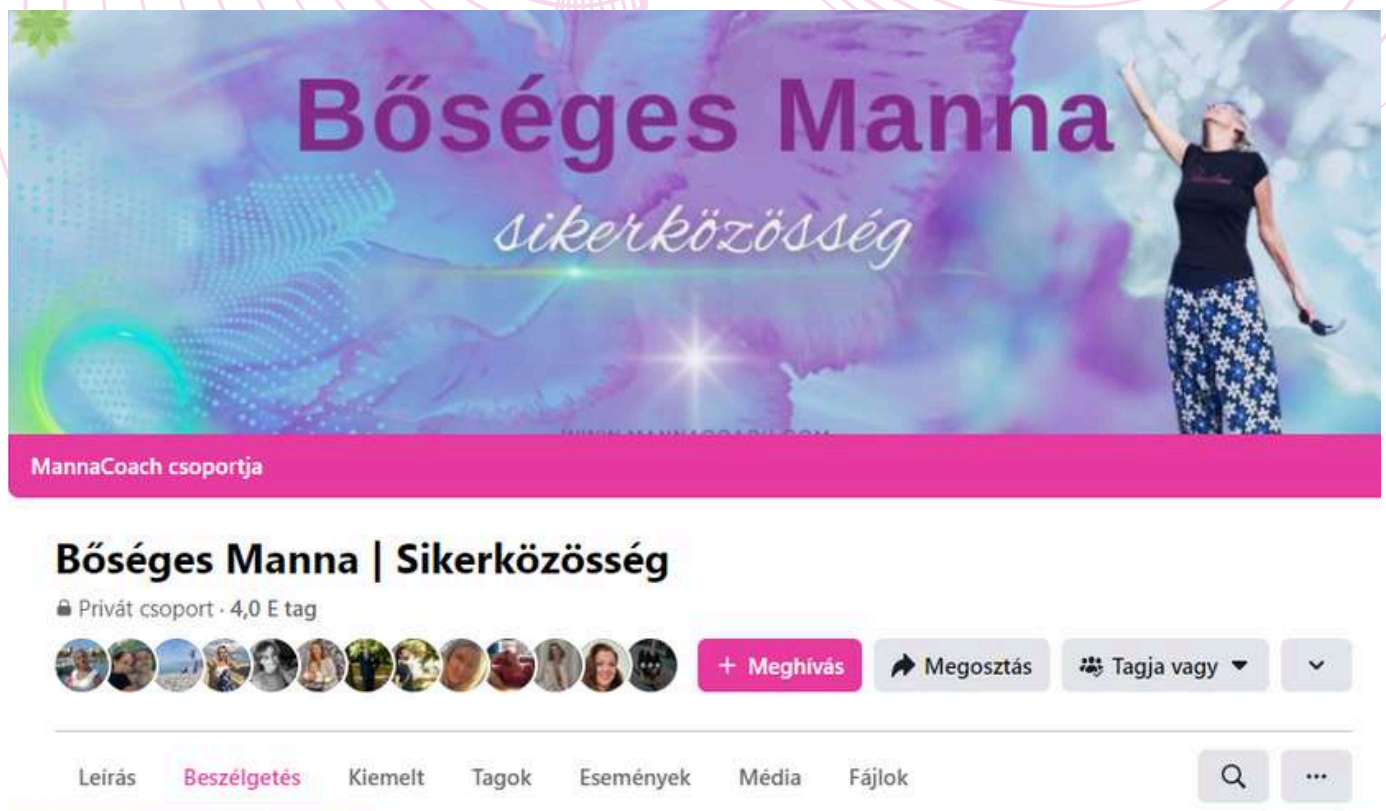 Bőséges Manna
sikerközösség
MannaCoach csoportja
Bőséges Manna | Sikerközösség
Privát csoport · 4,0 E tag
+ Meghívás
Megosztás
Tagja vagy
Leírás
Beszélgetés
Kiemelt
Tagok
Események
Média
Fájlok